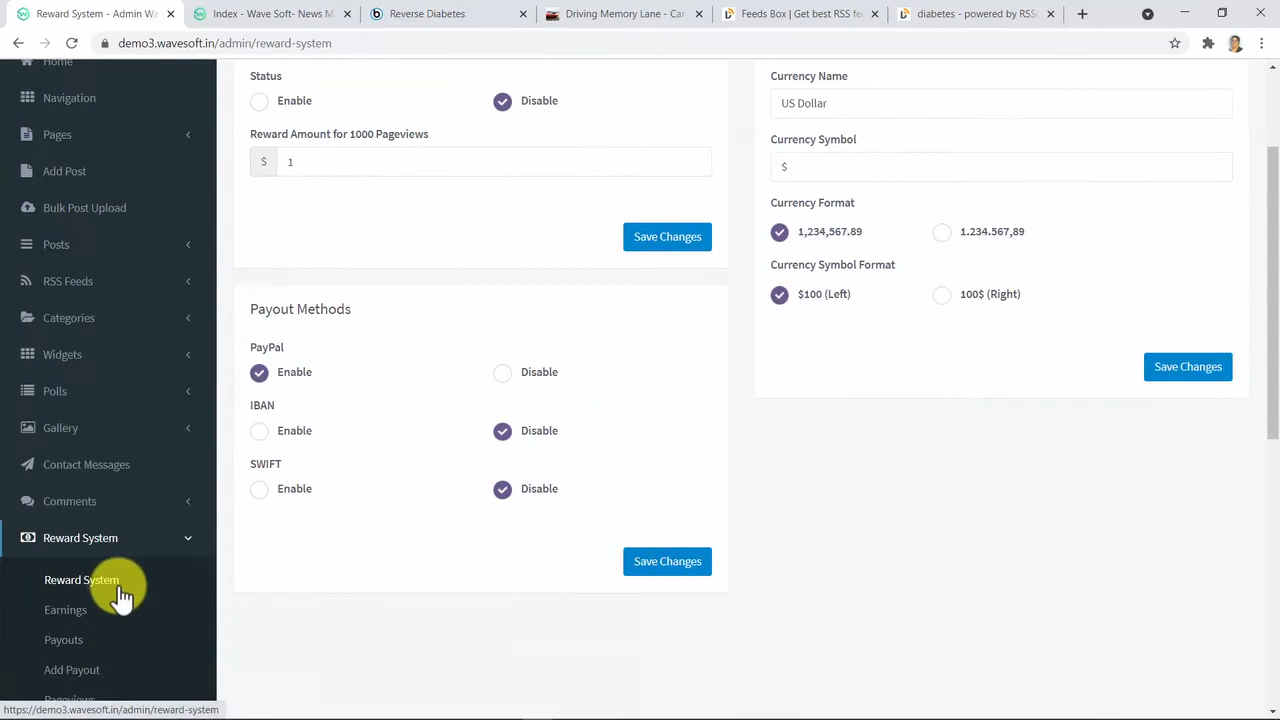 Reward System - Admin Wa
Index - Wave Soft- News M
Reverse Diabetes
Driving Memory Lane - Car
Feeds Box | Get best RSS fe
diabetes - powered by RSS
demo3.wavesoft.in/admin/reward-system
Home
Navigation
Pages
Add Post
Bulk Post Upload
Posts
RSS Feeds
Categories
Widgets
Polls
Gallery
Contact Messages
Comments
Reward System
Reward System
Earnings
Payouts
Add Payout
Pageviews
Status
Enable
Disable
Reward Amount for 1000 Pageviews
$ 1
Save Changes
Payout Methods
PayPal
Enable
Disable
IBAN
Enable
Disable
SWIFT
Enable
Disable
Save Changes
Currency Name
US Dollar
Currency Symbol
$
Currency Format
1,234,567.89
1.234.567,89
Currency Symbol Format
$100 (Left)
100$ (Right)
Save Changes
https://demo3.wavesoft.in/admin/reward-system